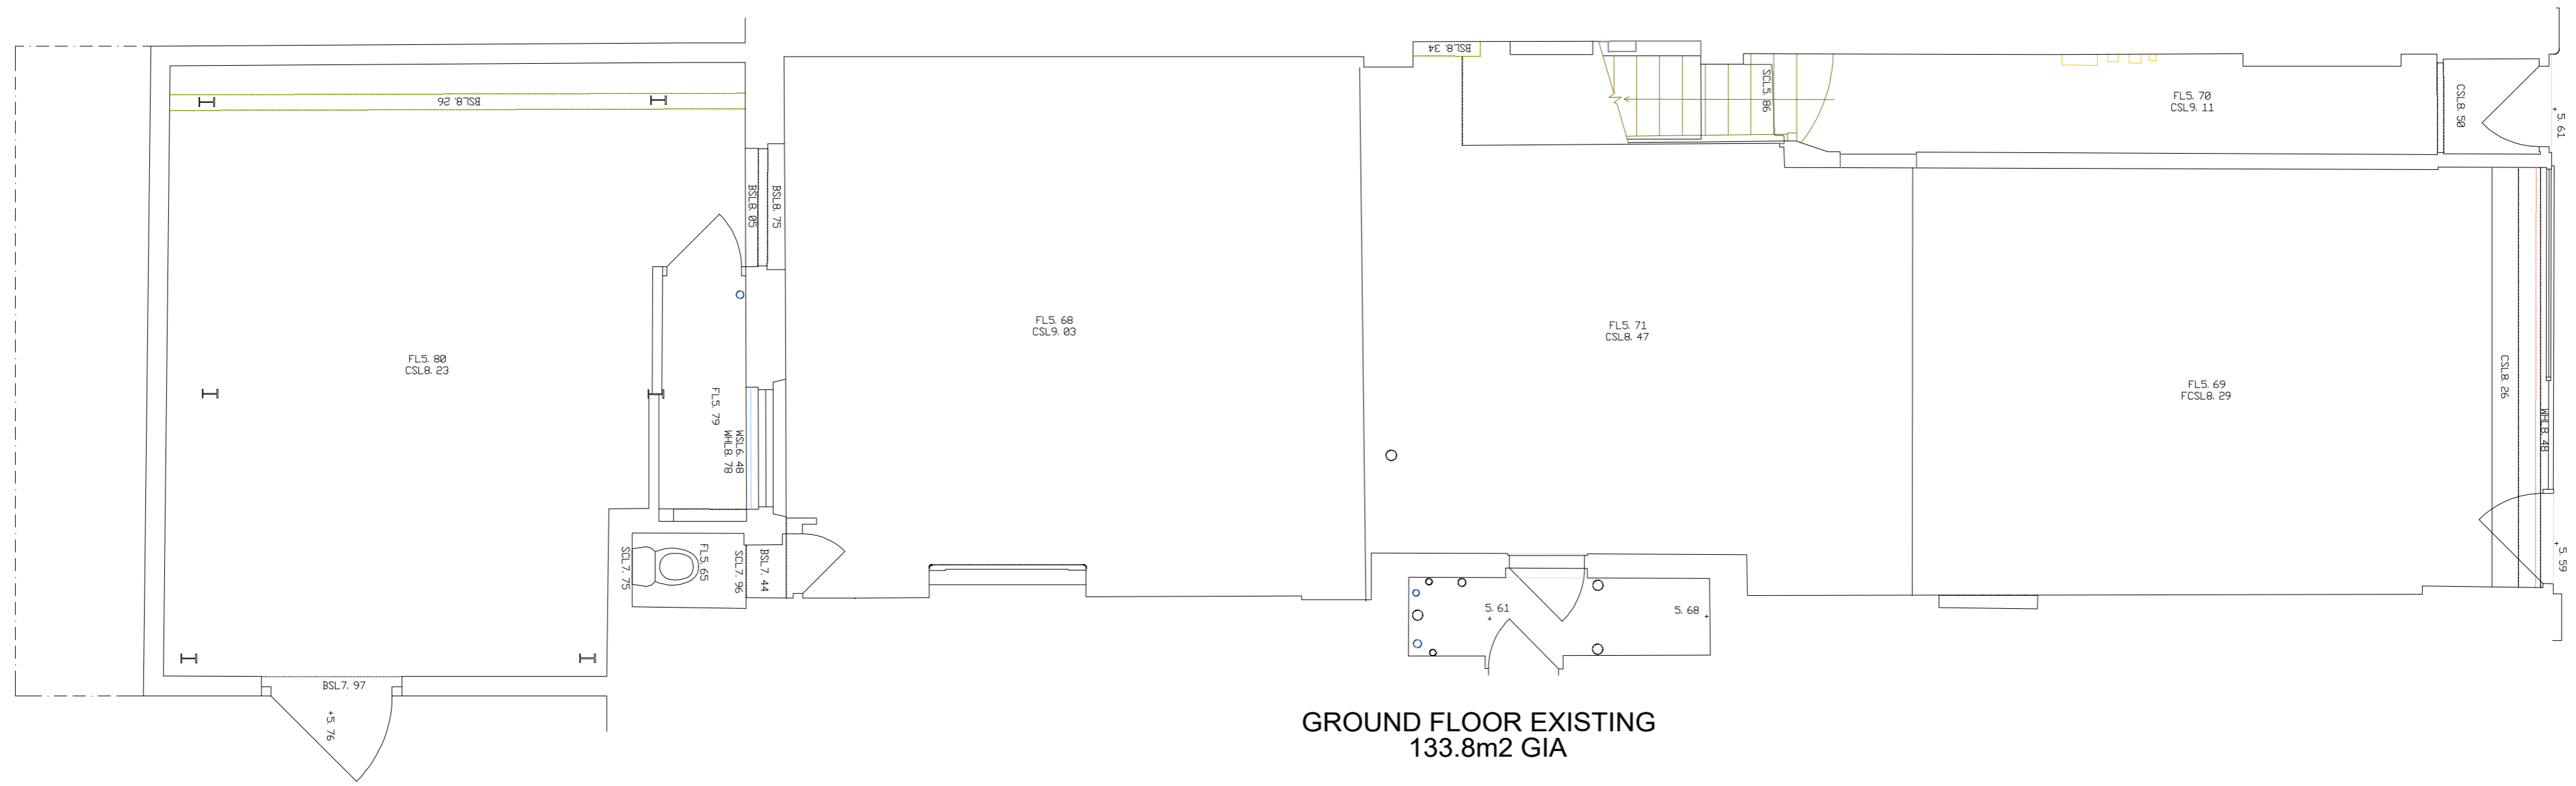 BSL8. 34
BSL8. 26
SCL5. 86
FL5. 70
CSL9. 11
CSL8. 50
+ 5. 61
BSL8. 05
BSL8. 75
FL5. 68
CSL9. 03
FL5. 71
CSL8. 47
FL5. 80
CSL8. 23
FL5. 79
WSL6. 48
WHL8. 78
FL5. 69
FCSL8. 29
CSL8. 26
WHL8. 48
SCL7. 75
FL5. 65
SCL7. 96
BSL7. 44
+ 5. 59
5. 61
+
5. 68
+
BSL7. 97
+5. 76
GROUND FLOOR EXISTING
133.8m2 GIA